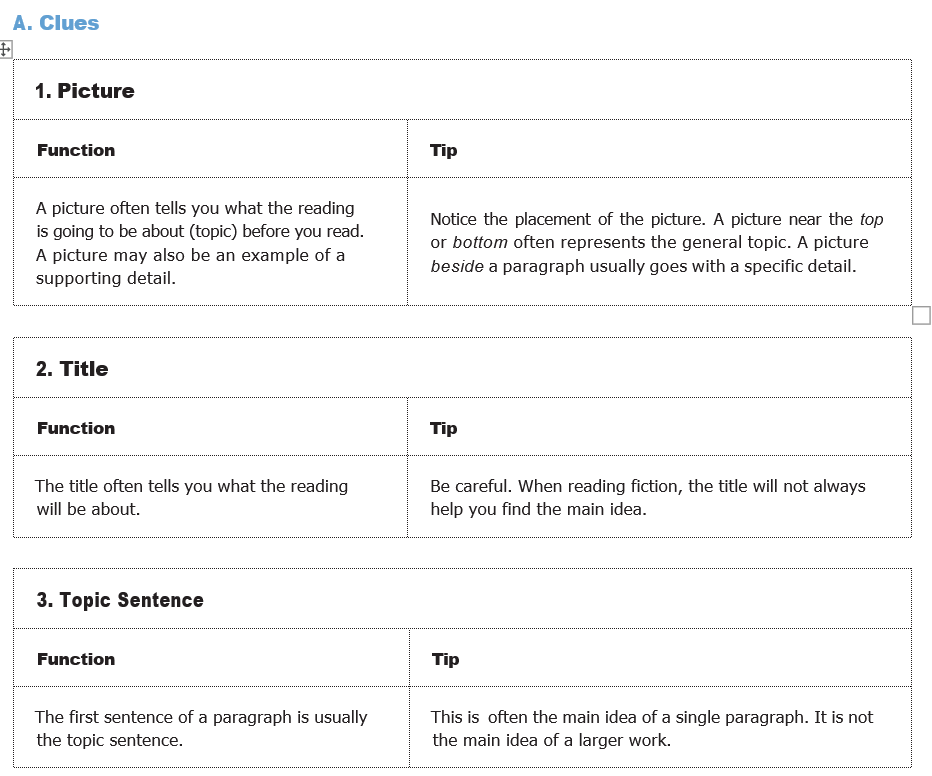 A. Clues
1. Picture
Function
Tip
A picture often tells you what the reading
is going to be about (topic) before you read.
A picture may also be an example of a
supporting detail.
Notice the placement of the picture. A picture near the top
or bottom often represents the general topic. A picture
beside a paragraph usually goes with a specific detail.
2. Title
Function
Tip
The title often tells you what the reading
will be about.
Be careful. When reading fiction, the title will not always
help you find the main idea.
3. Topic Sentence
Function
Tip
The first sentence of a paragraph is usually
the topic sentence.
This is often the main idea of a single paragraph. It is not
the main idea of a larger work.